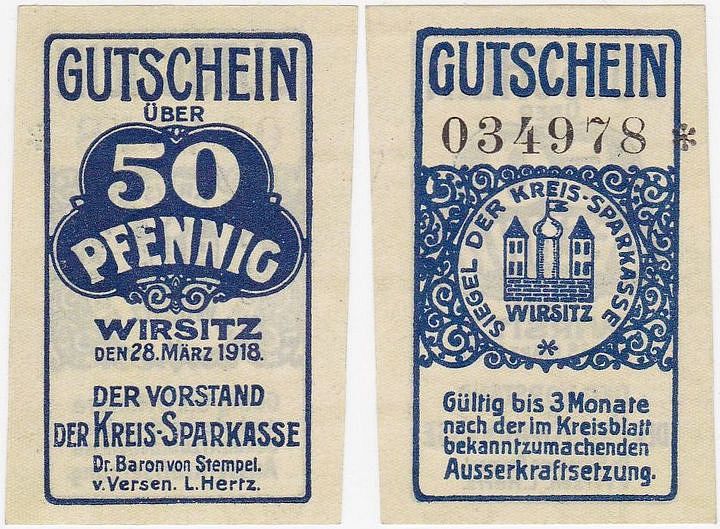 GUTSCHEIN
ÜBER
50
PFENNIG
WIRSITZ
DEN 28. MÄRZ 1918.
DER VORSTAND
DER KREIS-SPARKASSE
Dr. Baron von Stempel.
v. Versen. L. Hertz.
GUTSCHEIN
034978 *
SIEGEL DER KREIS-SPARKASSE
WIRSITZ
*
Gültig bis 3 Monate
nach der im Kreisblatt
bekanntzumachenden
Ausserkraftsetzung.